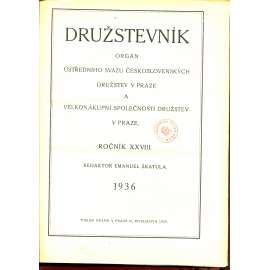 DRUŽSTEVNÍK
ORGÁN
ÚSTŘEDNÍHO SVAZU ČESKOSLOVENSKÝCH
DRUŽSTEV V PRAZE
A
VELKONÁKUPNÍ SPOLEČNOSTI DRUŽSTEV
V PRAZE.
ROČNÍK XXVIII.
REDAKTOR EMANUEL ŠKATULA.
1936